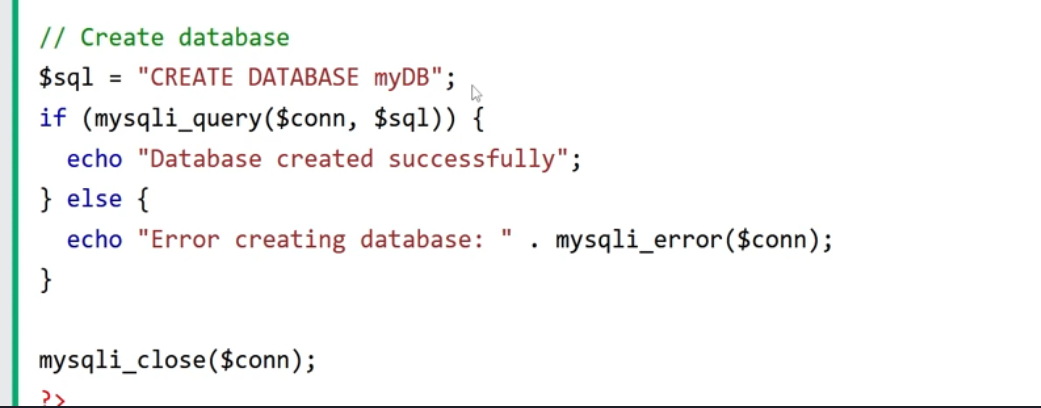 // Create database
$sql = "CREATE DATABASE myDB";
if (mysqli_query($conn, $sql)) {
  echo "Database created successfully";
} else {
  echo "Error creating database: " . mysqli_error($conn);
}
mysqli_close($conn);
?>